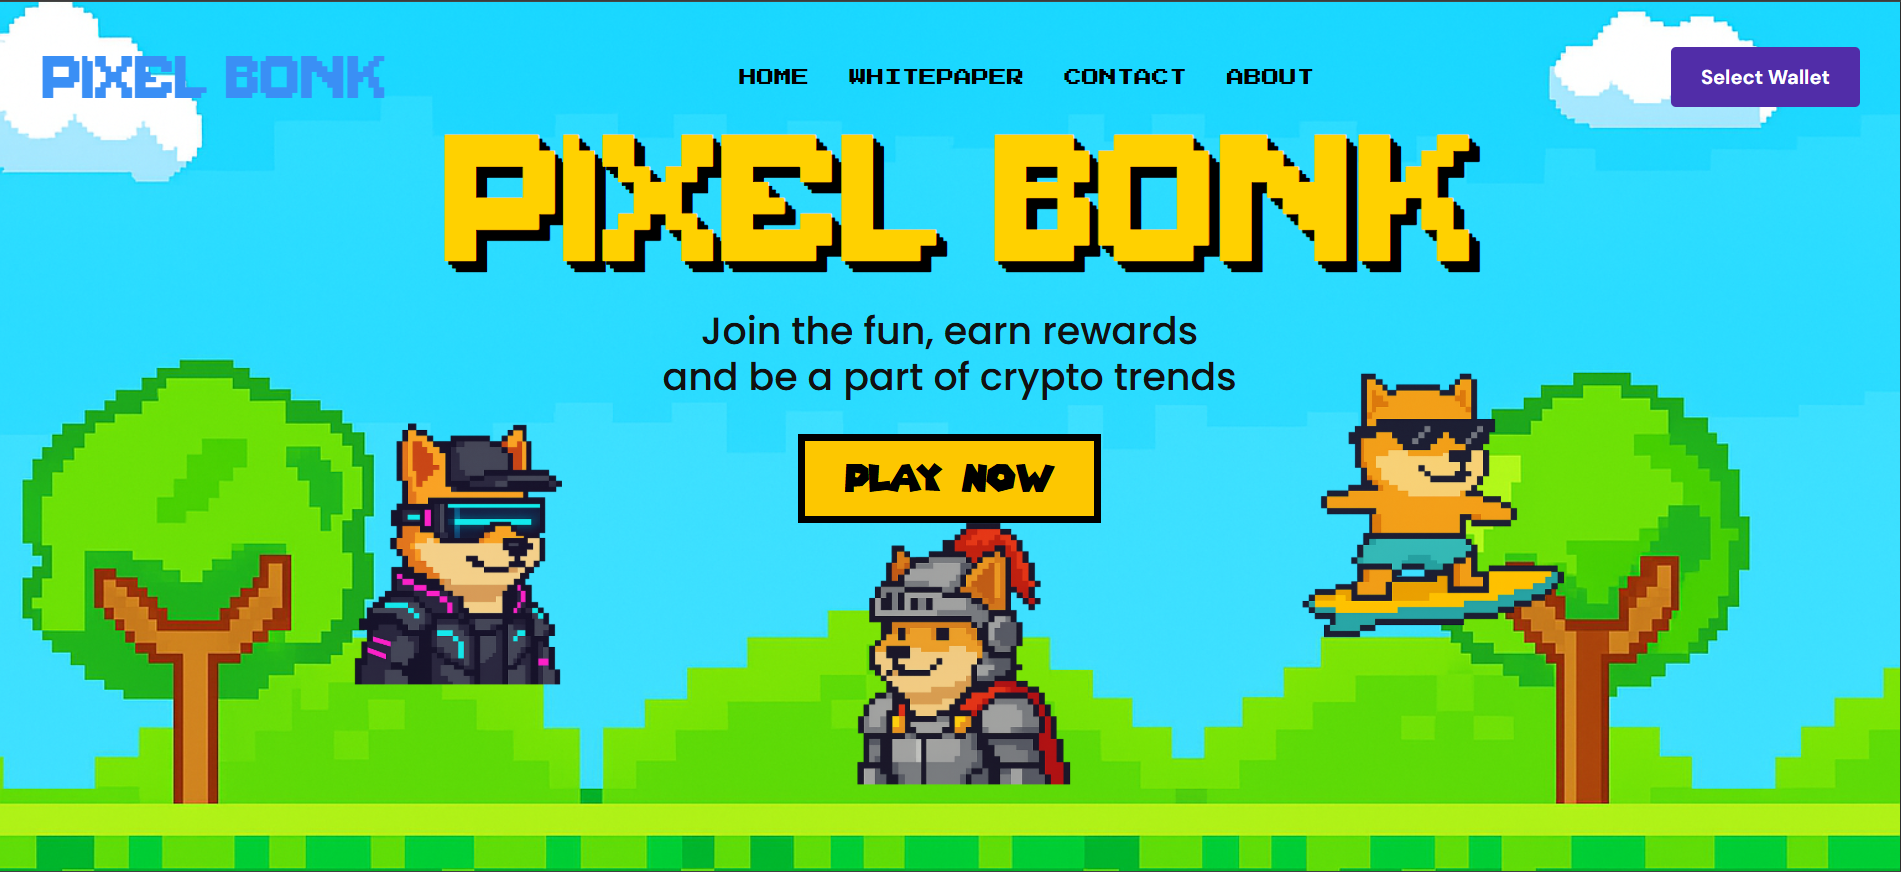 PIXEL BONK
HOME WHITEPAPER CONTACT ABOUT
Select Wallet
PIXEL BONK
Join the fun, earn rewards
and be a part of crypto trends
PLAY NOW